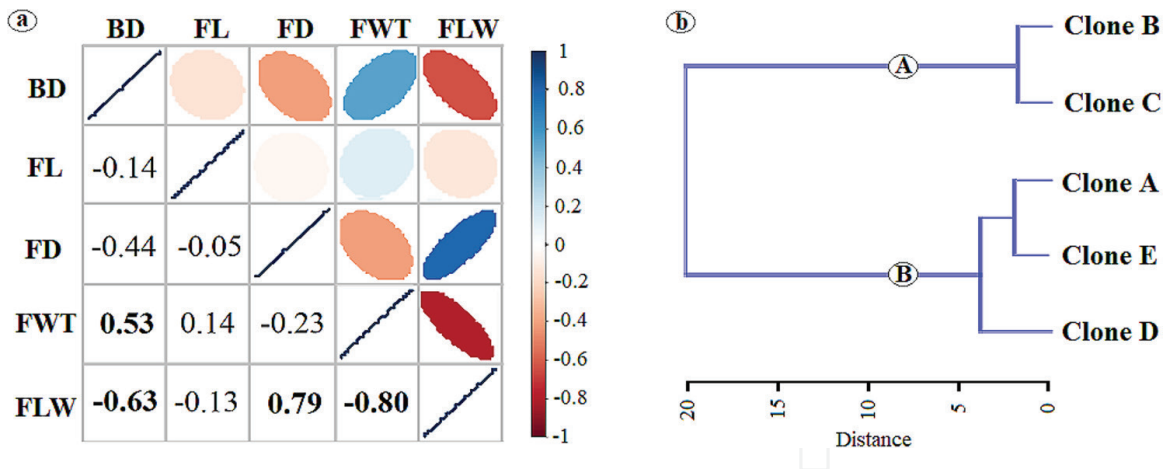 a
BD FL FD FWT FLW
BD
FL -0.14
FD -0.44 -0.05
FWT 0.53 0.14 -0.23
FLW -0.63 -0.13 0.79 -0.80
1
0.8
0.6
0.4
0.2
0
-0.2
-0.4
-0.6
-0.8
-1
b
Clone B
A
Clone C
Clone A
Clone E
B
Clone D
20 15 10 5 0
Distance